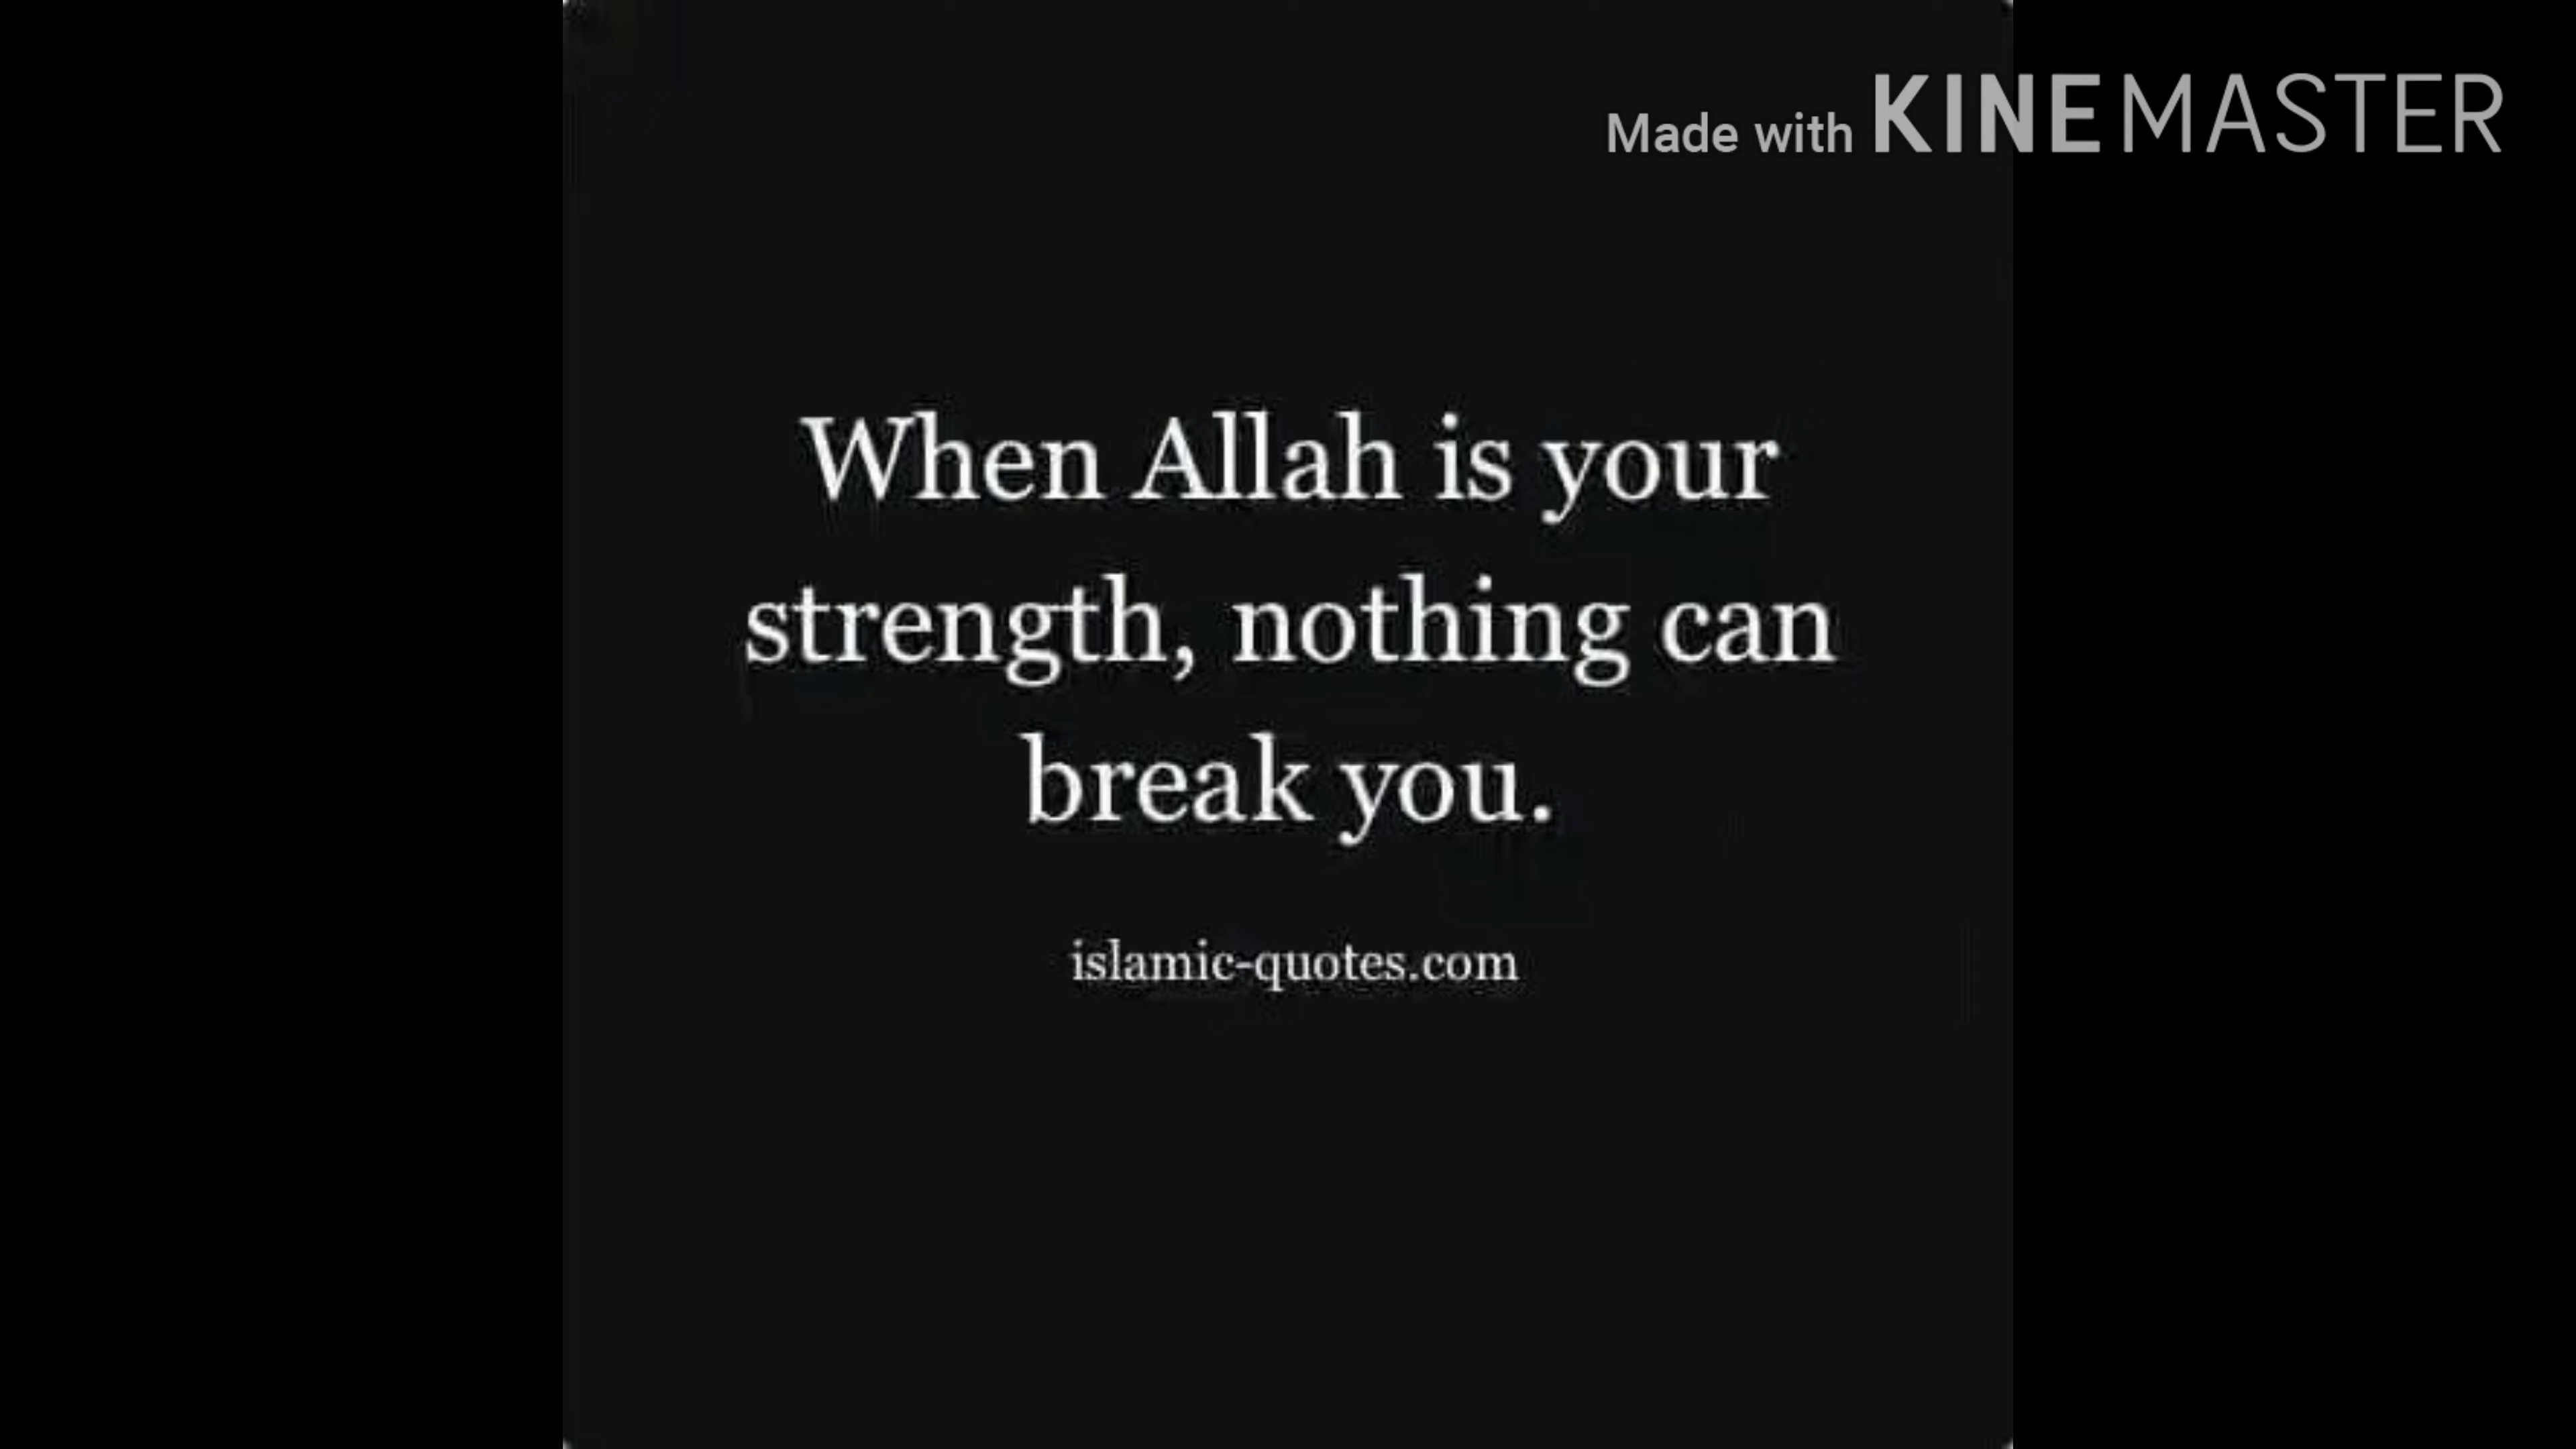 Made with KINEMASTER
When Allah is your
strength, nothing can
break you.
islamic-quotes.com